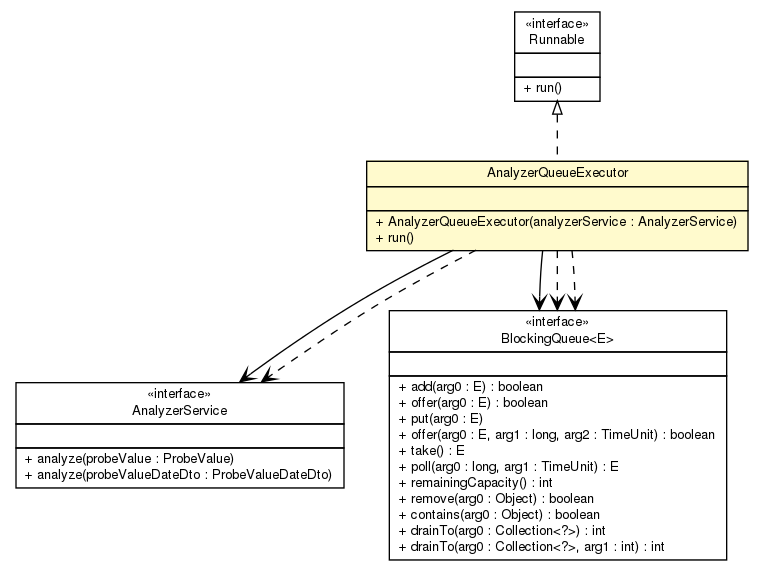 «interface»
Runnable
+ run()
AnalyzerQueueExecutor
+ AnalyzerQueueExecutor(analyzerService : AnalyzerService)
+ run()
«interface»
AnalyzerService
+ analyze(probeValue : ProbeValue)
+ analyze(probeValueDateDto : ProbeValueDateDto)
«interface»
BlockingQueue<E>
+ add(arg0 : E) : boolean
+ offer(arg0 : E) : boolean
+ put(arg0 : E)
+ offer(arg0 : E, arg1 : long, arg2 : TimeUnit) : boolean
+ take() : E
+ poll(arg0 : long, arg1 : TimeUnit) : E
+ remainingCapacity() : int
+ remove(arg0 : Object) : boolean
+ contains(arg0 : Object) : boolean
+ drainTo(arg0 : Collection<?>) : int
+ drainTo(arg0 : Collection<?>, arg1 : int) : int